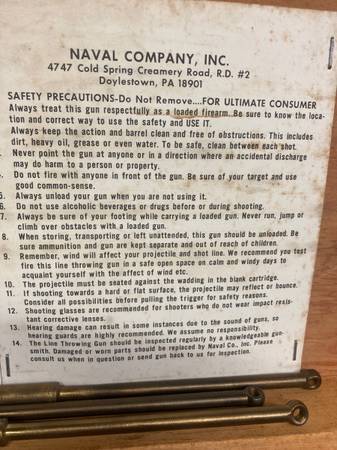 NAVAL COMPANY, INC.
4747 Cold Spring Creamery Road, R.D. #2
Doylestown, PA 18901
SAFETY PRECAUTIONS-Do Not Remove....FOR ULTIMATE CONSUMER
Always treat this gun respectfully as a loaded firearm. Be sure to know the loca-
tion and correct way to use the safety and USE IT.
Always keep the action and barrel clean and free of obstructions. This includes
dirt, heavy oil, grease or even water. To be safe, clean between each shot.
Never point the gun at anyone or in a direction where an accidental discharge
may do harm to a person or property.
Do not fire with anyone in front of the gun. Be sure of your target and use
good common-sense.
Always unload your gun when you are not using it.
Do not use alcoholic beverages or drugs before or during shooting.
7. Always be sure of your footing while carrying a loaded gun. Never run, jump or
climb over obstacles with a loaded gun.
8. When storing, transporting or left unattended, this gun should be unloaded. Be
sure ammunition and gun are kept separate and out of reach of children.
9. Remember, wind will affect your projectile and shot line. We recommend you test
fire this line throwing gun in a safe open space on calm and windy days to
acquaint yourself with the affect of wind etc.
10. The projectile must be seated against the wadding in the blank cartridge.
11. If shooting towards a hard or flat surface, the projectile may reflect or bounce.
Consider all possibilities before pulling the trigger for safety reasons.
12. Shooting glasses are recommended for shooters who do not wear impact resis-
tant corrective lenses.
13. Hearing damage can result in some instances due to the sound of guns, so
hearing guards are highly recommended. We assume no responsibility.
14. The Line Throwing Gun should be inspected regularly by a knowledgeable gun-
smith. Damaged or worn parts should be replaced by Naval Co., Inc. Please
consult us when in question or send gun back to us for inspection.